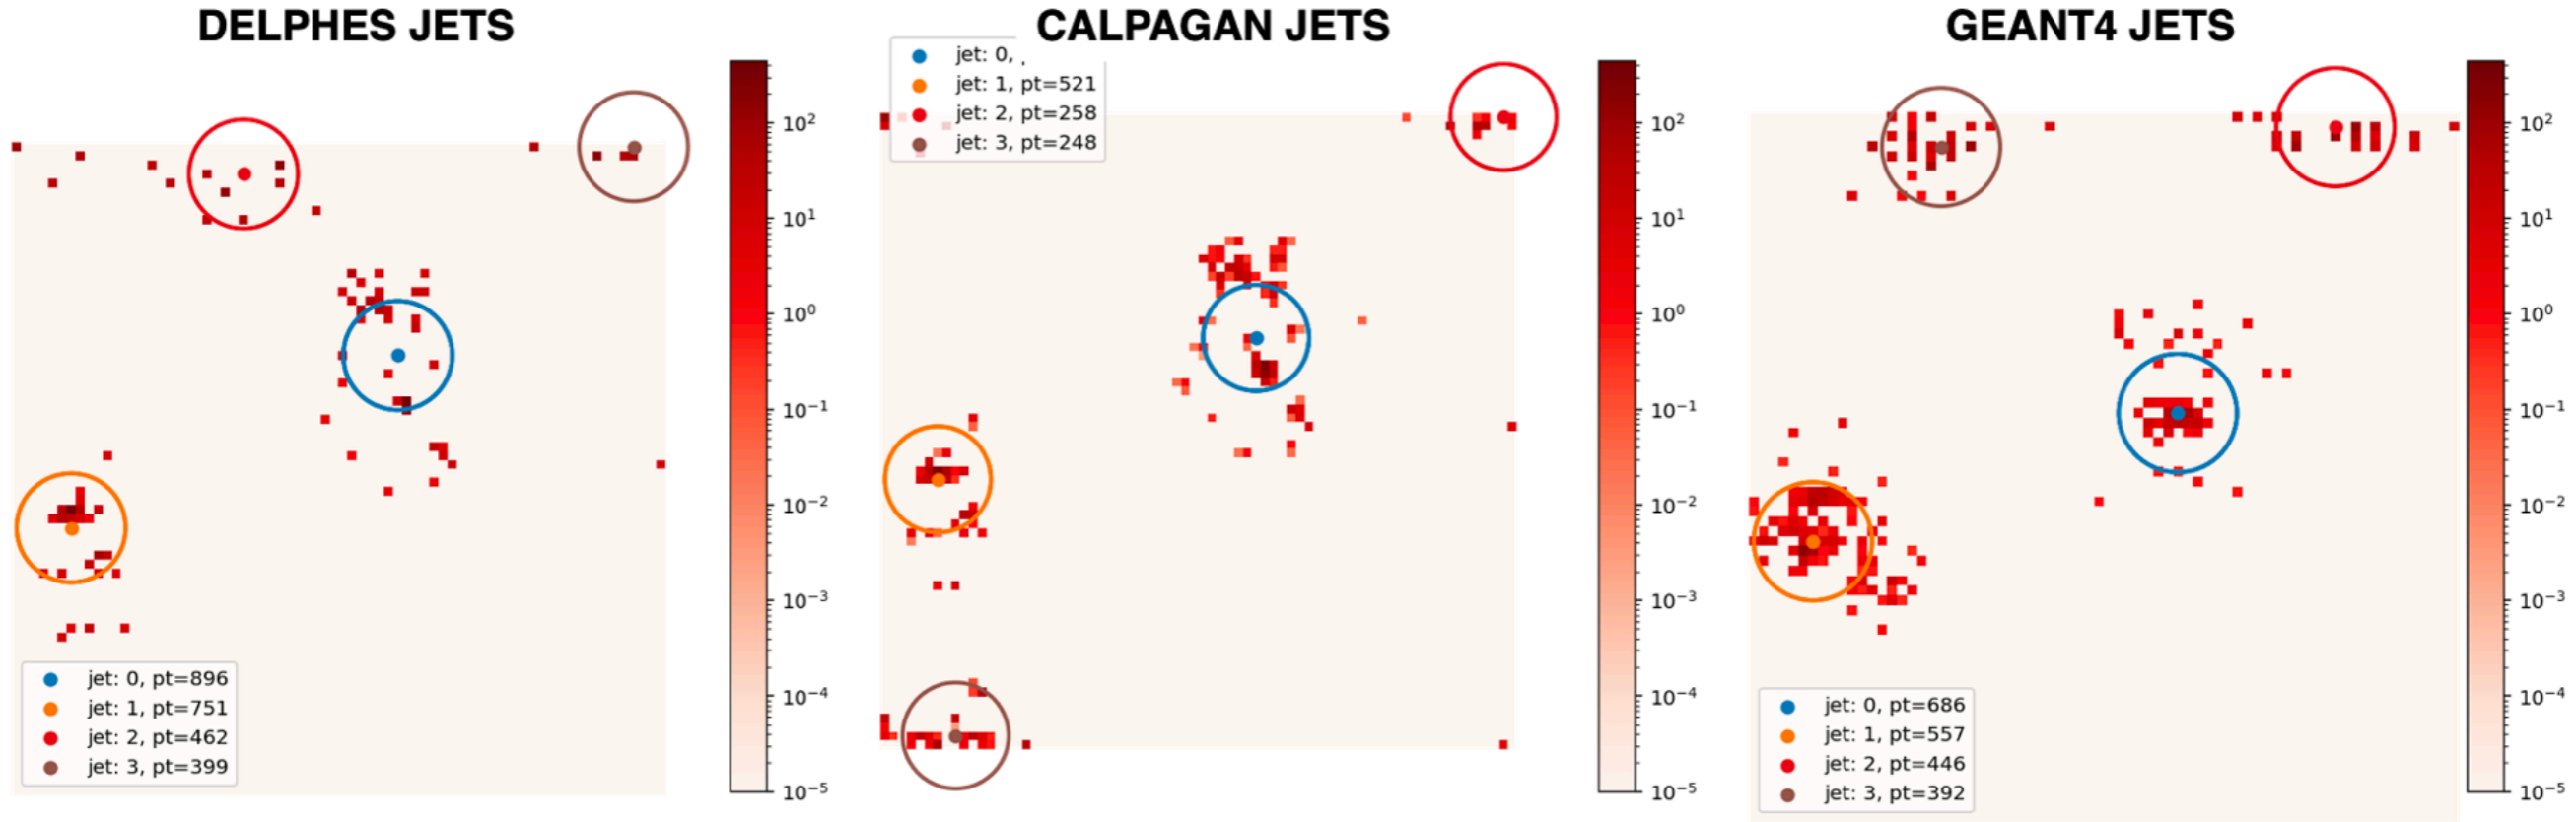 DELPHES JETS
jet: 0, pt=896
jet: 1, pt=751
jet: 2, pt=462
jet: 3, pt=399
10²
10¹
10⁰
10⁻¹
10⁻²
10⁻³
10⁻⁴
10⁻⁵
CALPAGAN JETS
jet: 0,
jet: 1, pt=521
jet: 2, pt=258
jet: 3, pt=248
10²
10¹
10⁰
10⁻¹
10⁻²
10⁻³
10⁻⁴
10⁻⁵
GEANT4 JETS
jet: 0, pt=686
jet: 1, pt=557
jet: 2, pt=446
jet: 3, pt=392
10²
10¹
10⁰
10⁻¹
10⁻²
10⁻³
10⁻⁴
10⁻⁵